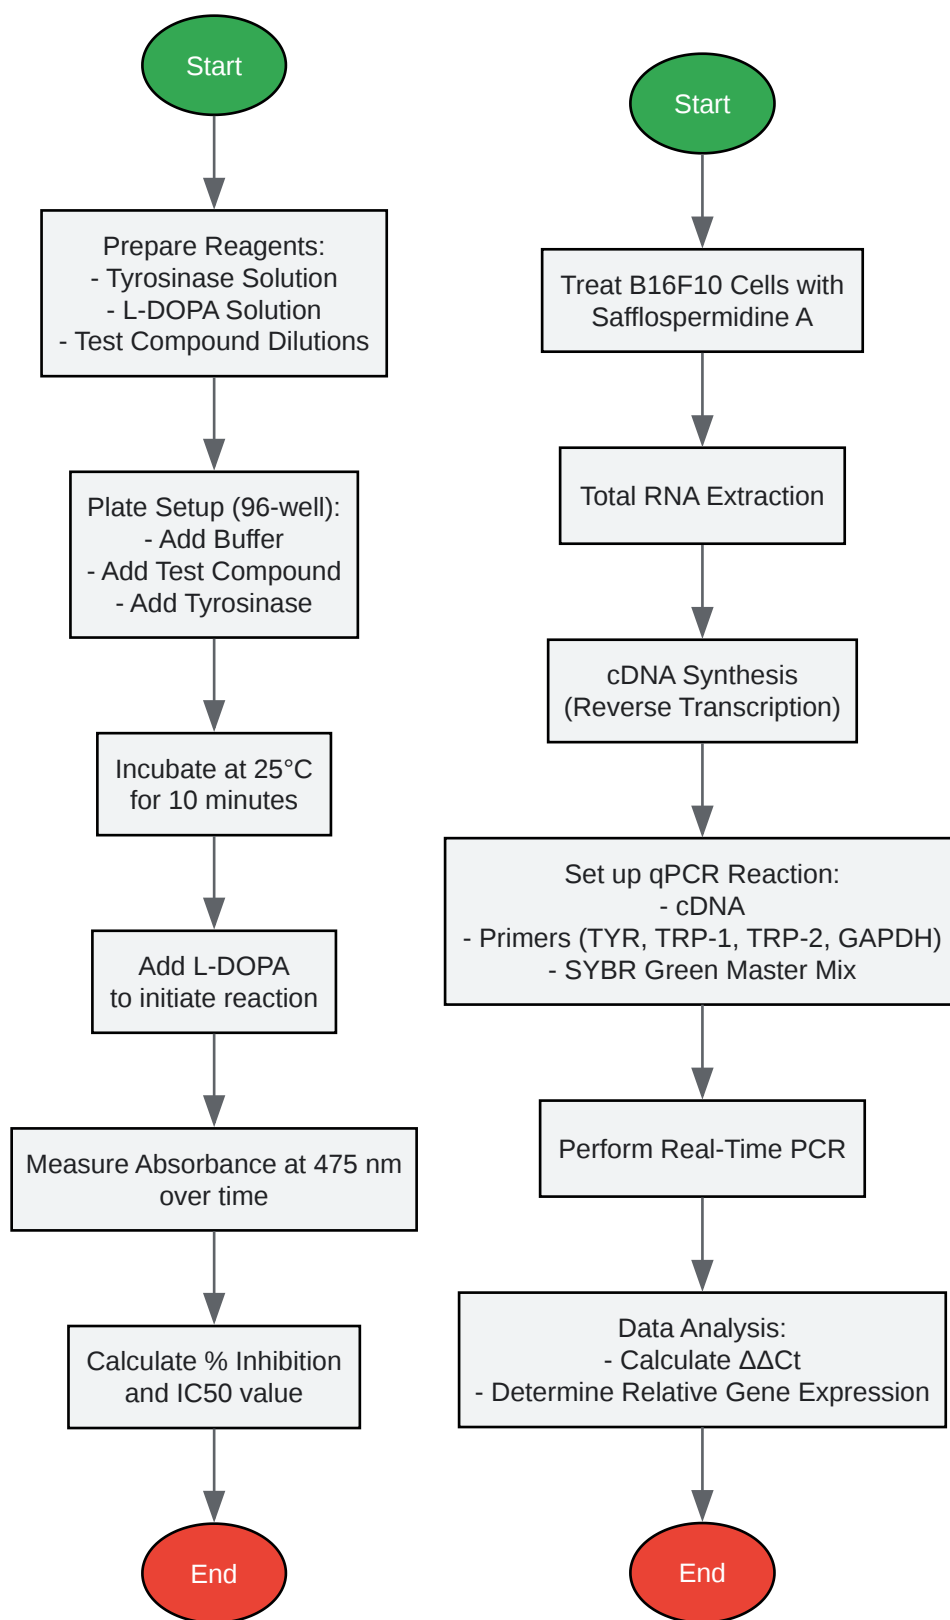 Start
Prepare Reagents:
- Tyrosinase Solution
- L-DOPA Solution
- Test Compound Dilutions
Plate Setup (96-well):
- Add Buffer
- Add Test Compound
- Add Tyrosinase
Incubate at 25°C
for 10 minutes
Add L-DOPA
to initiate reaction
Measure Absorbance at 475 nm
over time
Calculate % Inhibition
and IC50 value
End
Start
Treat B16F10 Cells with
Safflospermidine A
Total RNA Extraction
cDNA Synthesis
(Reverse Transcription)
Set up qPCR Reaction:
- cDNA
- Primers (TYR, TRP-1, TRP-2, GAPDH)
- SYBR Green Master Mix
Perform Real-Time PCR
Data Analysis:
- Calculate ΔΔCt
- Determine Relative Gene Expression
End